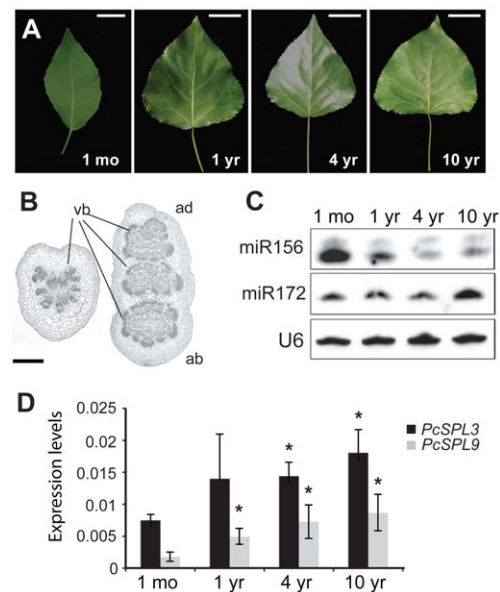 A
1 mo
1 yr
4 yr
10 yr
B
vb
ad
ab
C
1 mo 1 yr 4 yr 10 yr
miR156
miR172
U6
D
Expression levels
0.025
0.02
0.015
0.01
0.005
0
* * * * *
PcSPL3
PcSPL9
1 mo 1 yr 4 yr 10 yr